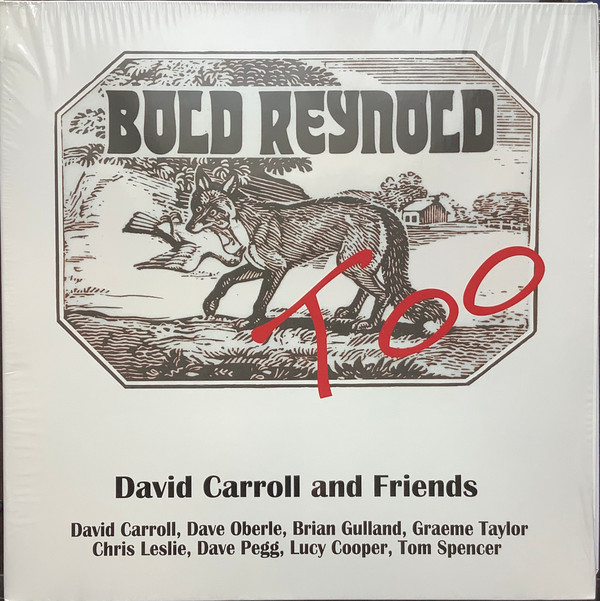 BOLD REYNOLD
Too
David Carroll and Friends
David Carroll, Dave Oberle, Brian Gulland, Graeme Taylor
Chris Leslie, Dave Pegg, Lucy Cooper, Tom Spencer